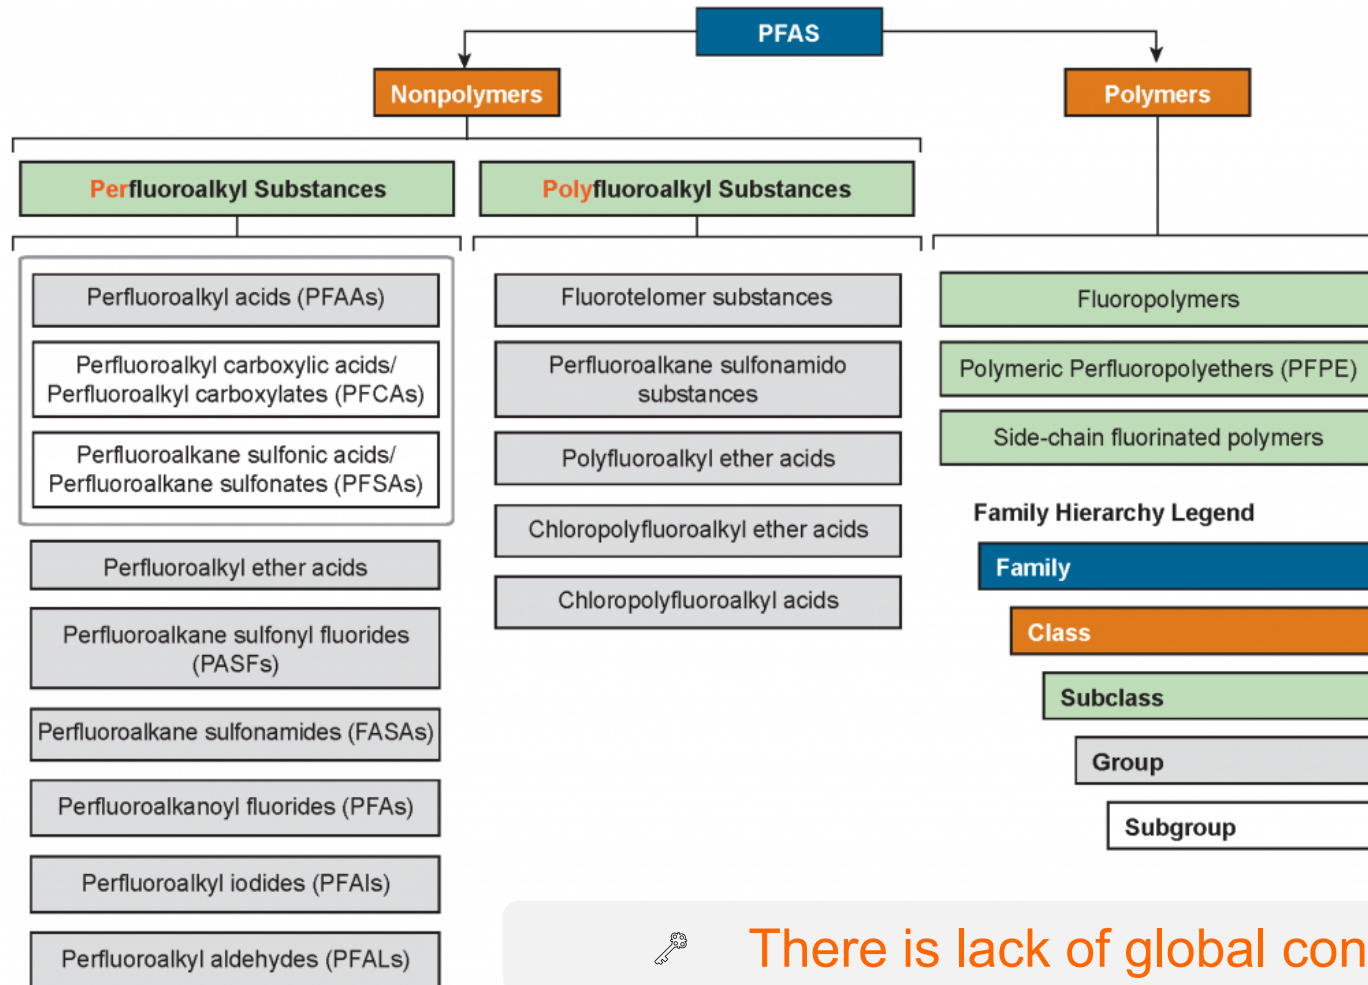 PFAS
Nonpolymers
Polymers
Perfluoroalkyl Substances
Polyfluoroalkyl Substances
Perfluoroalkyl acids (PFAAs)
Perfluoroalkyl carboxylic acids/
Perfluoroalkyl carboxylates (PFCAs)
Perfluoroalkane sulfonic acids/
Perfluoroalkane sulfonates (PFSAs)
Perfluoroalkyl ether acids
Perfluoroalkane sulfonyl fluorides
(PASFs)
Perfluoroalkane sulfonamides (FASAs)
Perfluoroalkanoyl fluorides (PFAs)
Perfluoroalkyl iodides (PFAIs)
Perfluoroalkyl aldehydes (PFALs)
Fluorotelomer substances
Perfluoroalkane sulfonamido
substances
Polyfluoroalkyl ether acids
Chloropolyfluoroalkyl ether acids
Chloropolyfluoroalkyl acids
Fluoropolymers
Polymeric Perfluoropolyethers (PFPE)
Side-chain fluorinated polymers
Family Hierarchy Legend
Family
Class
Subclass
Group
Subgroup
There is lack of global con